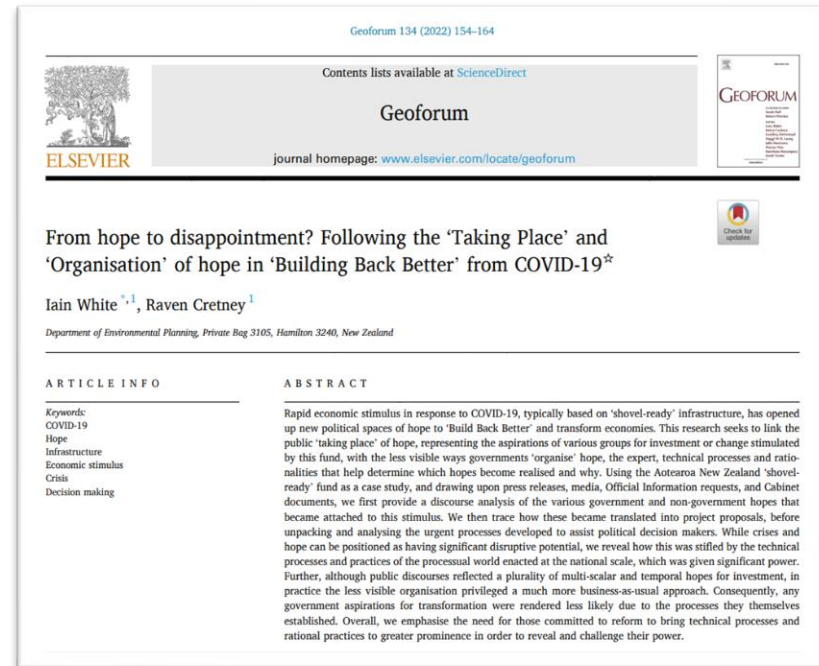 Geoforum 134 (2022) 154–164
Contents lists available at ScienceDirect
Geoforum
journal homepage: www.elsevier.com/locate/geoforum
ELSEVIER
GEOFORUM
Check for
updates
From hope to disappointment? Following the ‘Taking Place’ and
‘Organisation’ of hope in ‘Building Back Better’ from COVID-19☆
Iain White *,1, Raven Cretney 1
Department of Environmental Planning, Private Bag 3105, Hamilton 3240, New Zealand
ARTICLE INFO
Keywords:
COVID-19
Hope
Infrastructure
Economic stimulus
Crisis
Decision making
ABSTRACT
Rapid economic stimulus in response to COVID-19, typically based on ‘shovel-ready’ infrastructure, has opened
up new political spaces of hope to ‘Build Back Better’ and transform economies. This research seeks to link the
public ‘taking place’ of hope, representing the aspirations of various groups for investment or change stimulated
by this fund, with the less visible ways governments ‘organise’ hope, the expert, technical processes and ratio-
nalities that help determine which hopes become realised and why. Using the Aotearoa New Zealand ‘shovel-
ready’ fund as a case study, and drawing upon press releases, media, Official Information requests, and Cabinet
documents, we first provide a discourse analysis of the various government and non-government hopes that
became attached to this stimulus. We then trace how these became translated into project proposals, before
unpacking and analysing the urgent processes developed to assist political decision makers. While crises and
hope can be positioned as having significant disruptive potential, we reveal how this was stifled by the technical
processes and practices of the processual world enacted at the national scale, which was given significant power.
Further, although public discourses reflected a plurality of multi-scalar and temporal hopes for investment, in
practice the less visible organisation privileged a much more business-as-usual approach. Consequently, any
government aspirations for transformation were rendered less likely due to the processes they themselves
established. Overall, we emphasise the need for those committed to reform to bring technical processes and
rational practices to greater prominence in order to reveal and challenge their power.